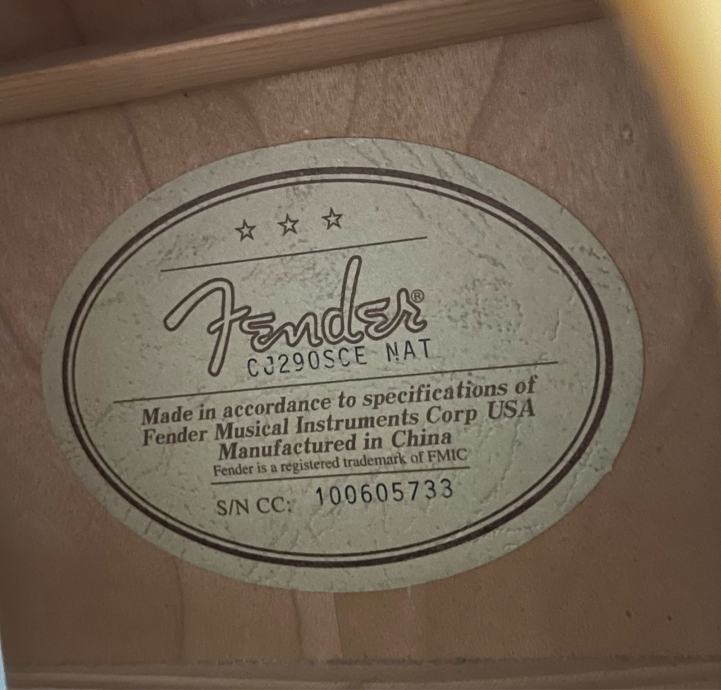 Fender®
CJ290SCE NAT
Made in accordance to specifications of
Fender Musical Instruments Corp USA
Manufactured in China
Fender is a registered trademark of FMIC
S/N CC: 100605733